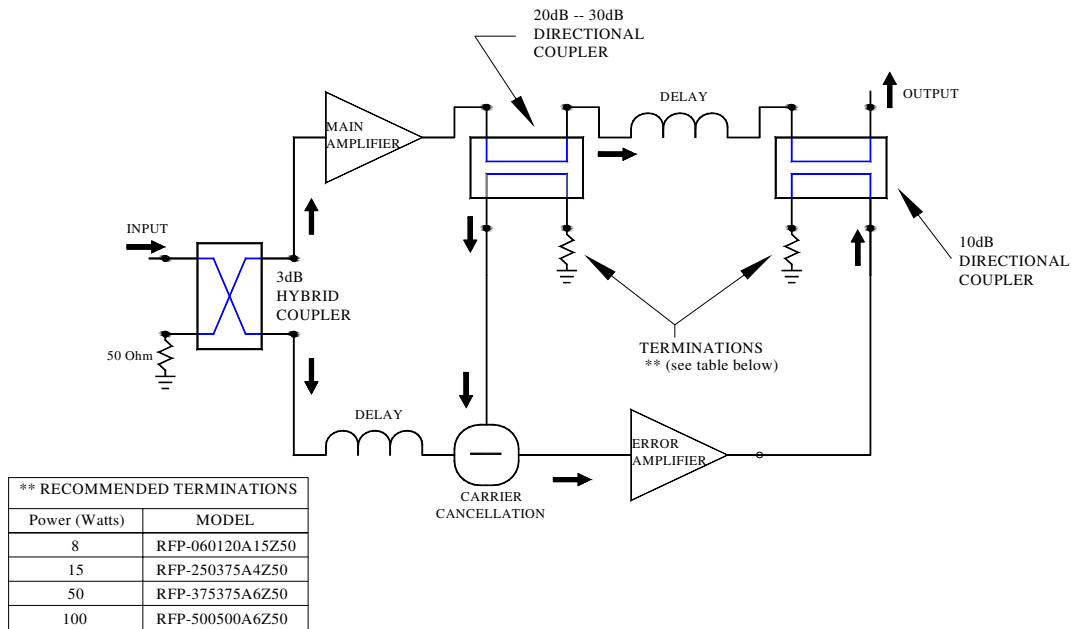 20dB -- 30dB
DIRECTIONAL
COUPLER
DELAY
OUTPUT
MAIN
AMPLIFIER
INPUT
3dB
HYBRID
COUPLER
10dB
DIRECTIONAL
COUPLER
50 Ohm
TERMINATIONS
** (see table below)
DELAY
ERROR
AMPLIFIER
CARRIER
CANCELLATION
** RECOMMENDED TERMINATIONS
Power (Watts) MODEL
8 RFP-060120A15Z50
15 RFP-250375A4Z50
50 RFP-375375A6Z50
100 RFP-500500A6Z50